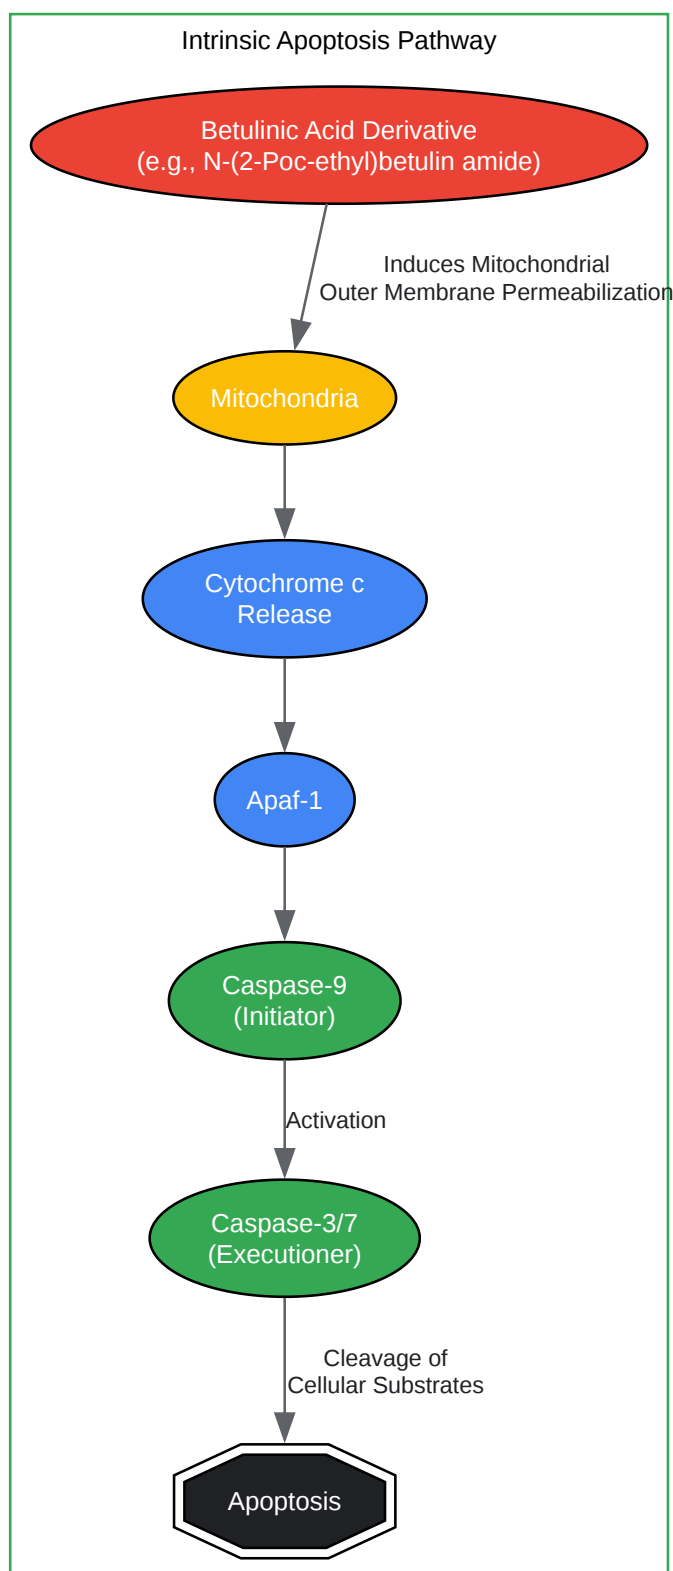 Intrinsic Apoptosis Pathway
Betulinic Acid Derivative
(e.g., N-(2-Poc-ethyl)betulin amide)
Induces Mitochondrial
Outer Membrane Permeabilization
Mitochondria
Cytochrome c
Release
Apaf-1
Caspase-9
(Initiator)
Activation
Caspase-3/7
(Executioner)
Cleavage of
Cellular Substrates
Apoptosis